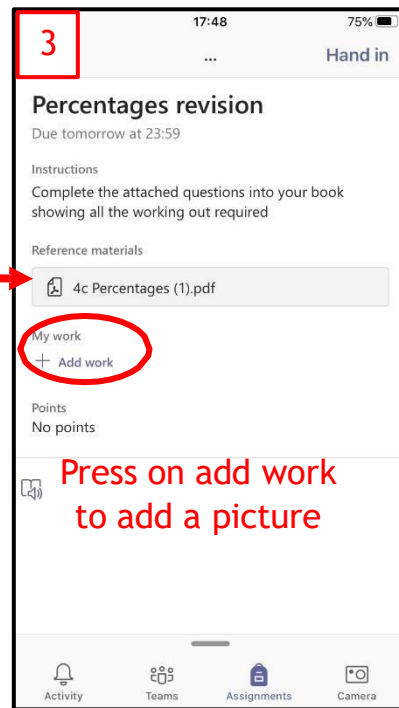 17:48
75%
3
...
Hand in
Percentages revision
Due tomorrow at 23:59
Instructions
Complete the attached questions into your book
showing all the working out required
Reference materials
4c Percentages (1).pdf
My work
+ Add work
Points
No points
Press on add work
to add a picture
Activity
Teams
Assignments
Camera